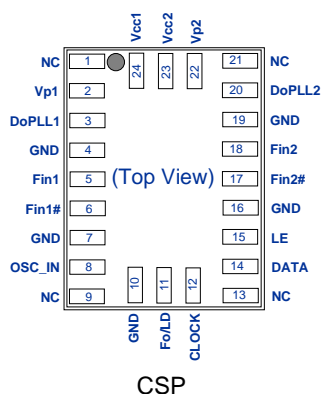 Vcc1 Vcc2 Vp2
24 23 22
NC 1
Vp1 2
DoPLL1 3
GND 4
Fin1 5
Fin1# 6
GND 7
OSC_IN 8
NC 9
(Top View)
21 NC
20 DoPLL2
19 GND
18 Fin2
17 Fin2#
16 GND
15 LE
14 DATA
13 NC
10 11 12
GND Fo/LD CLOCK
CSP